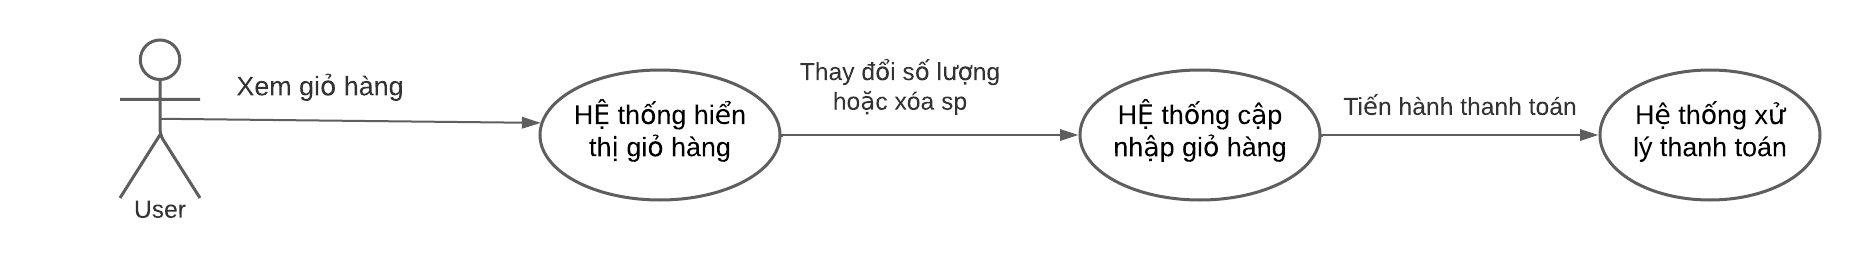 Xem giỏ hàng
User
HỆ thống hiển
thị giỏ hàng
Thay đổi số lượng
hoặc xóa sp
HỆ thống cập
nhập giỏ hàng
Tiến hành thanh toán
Hệ thống xử
lý thanh toán